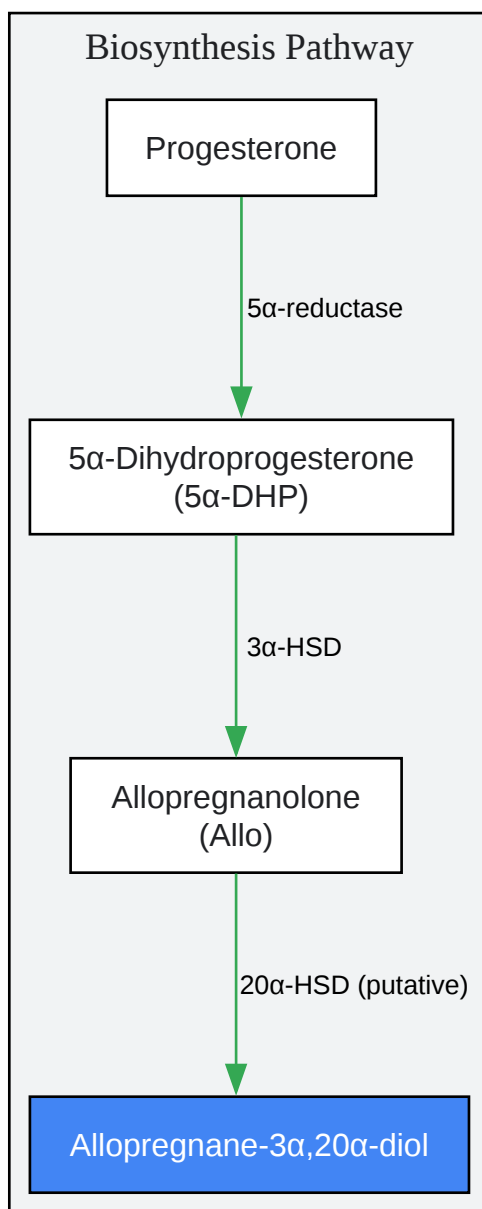 Biosynthesis Pathway
Progesterone
5α-reductase
5α-Dihydroprogesterone
(5α-DHP)
3α-HSD
Allopregnanolone
(Allo)
20α-HSD (putative)
Allopregnane-3α,20α-diol